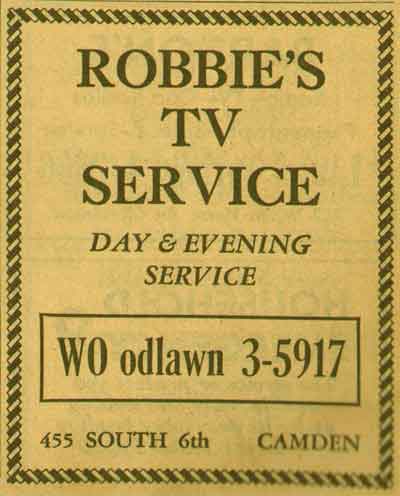 ROBBIE'S
TV
SERVICE
DAY & EVENING
SERVICE
WO odlawn 3-5917
455 SOUTH 6th CAMDEN